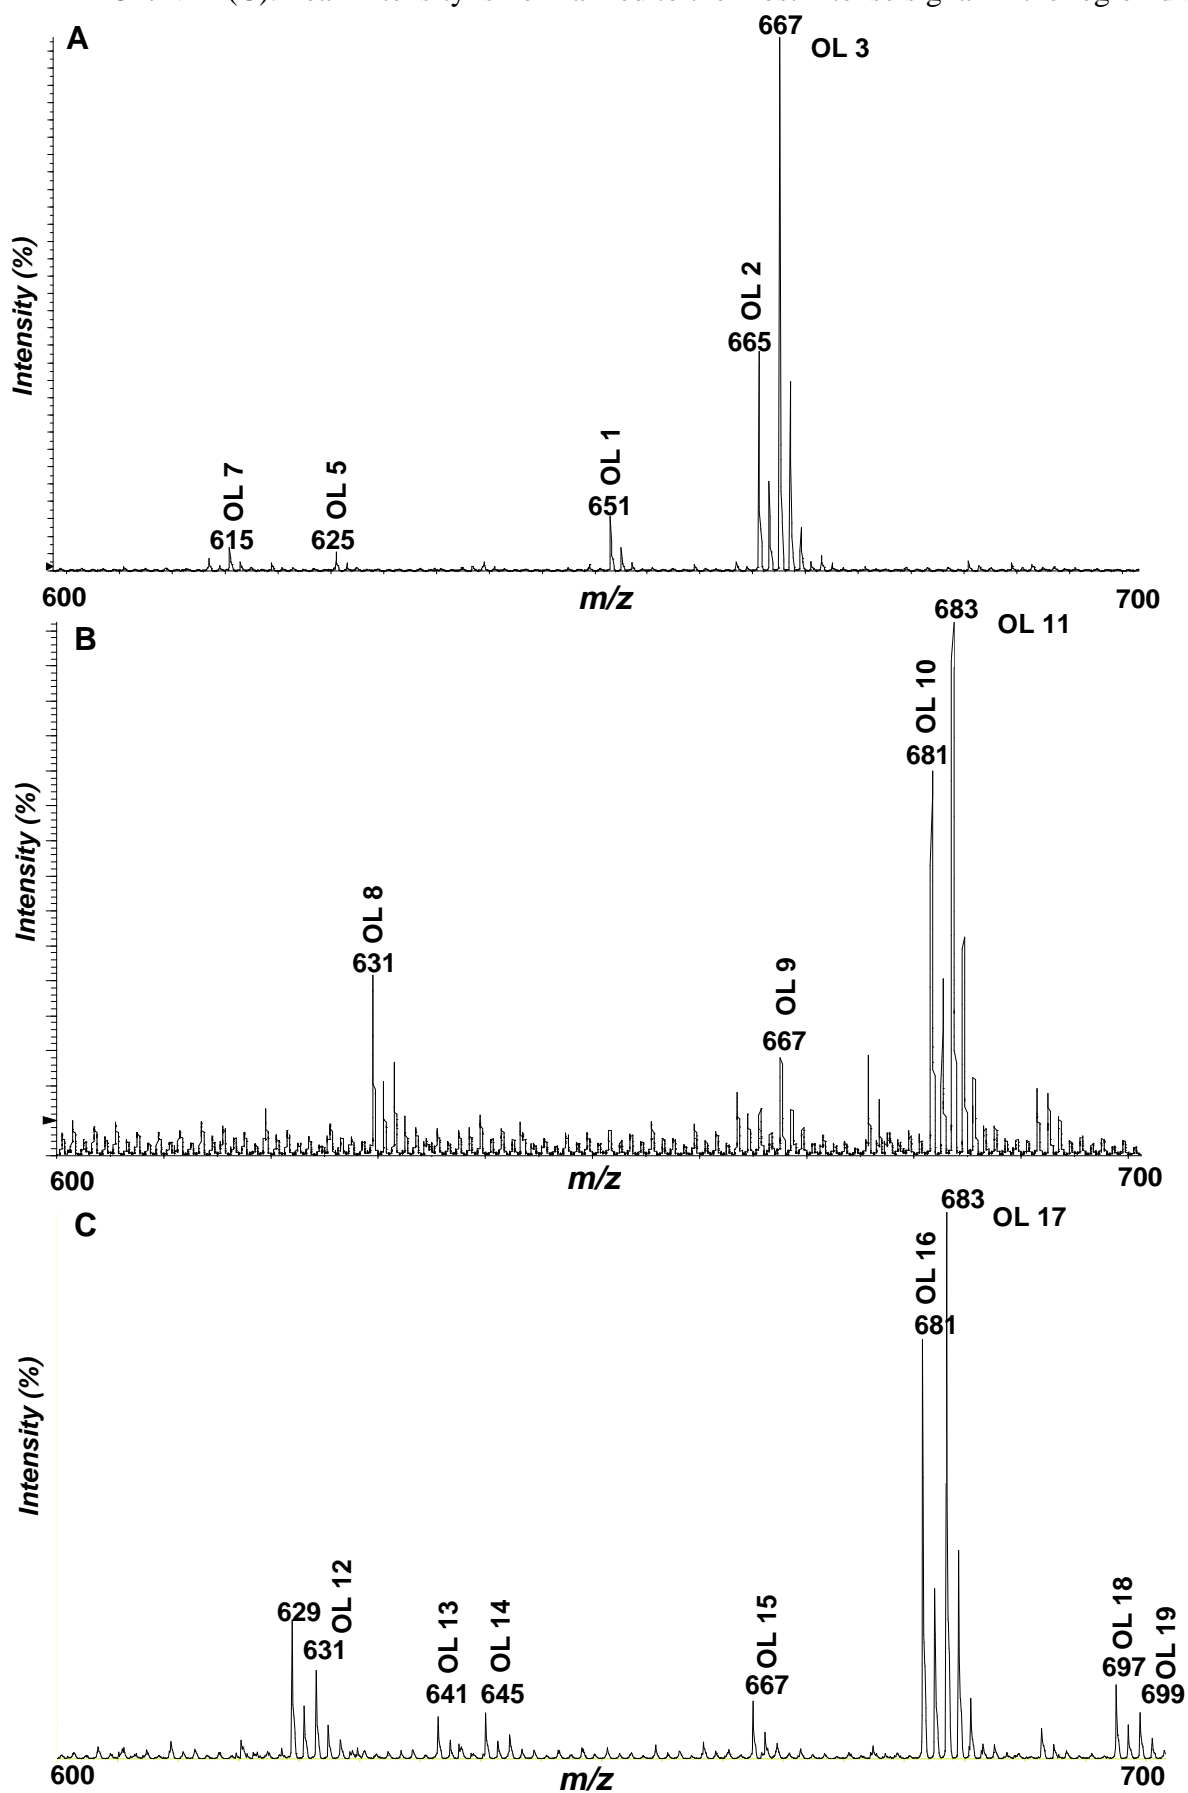 A
667
OL 3
OL 2
665
OL 7
615
OL 5
625
OL 1
651
Intensity (%)
600
m/z
700
B
683
OL 11
OL 10
681
OL 8
631
OL 9
667
Intensity (%)
600
m/z
700
C
683
OL 17
OL 16
681
629
OL 12
631
OL 13
641
OL 14
645
OL 15
667
OL 18
697
OL 19
699
Intensity (%)
600
m/z
700